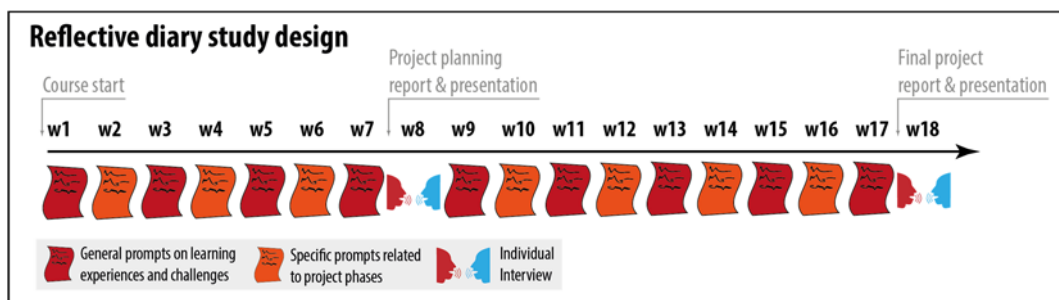 Reflective diary study design
Project planning
report & presentation
Final project
report & presentation
Course start
w1 w2 w3 w4 w5 w6 w7 w8 w9 w10 w11 w12 w13 w14 w15 w16 w17 w18
General prompts on learning
experiences and challenges
Specific prompts related
to project phases
Individual
Interview